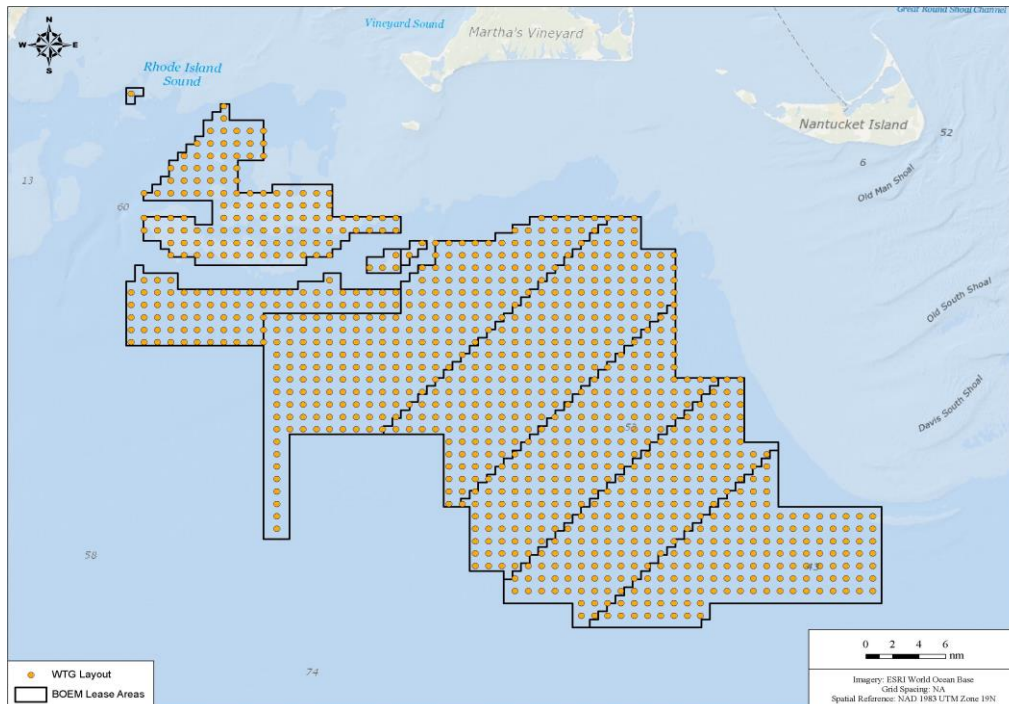 Great Round Shoal Channel
Vineyard Sound
Martha's Vineyard
N
W E
S
Rhode Island
Sound
Nantucket Island
52
6
13
Old Man Shoal
60
Old South Shoal
Davis South Shoal
52
58
43
74
WTG Layout
BOEM Lease Areas
0 2 4 6
nm
Imagery: ESRI World Ocean Base
Grid Spacing: NA
Spatial Reference: NAD 1983 UTM Zone 19N